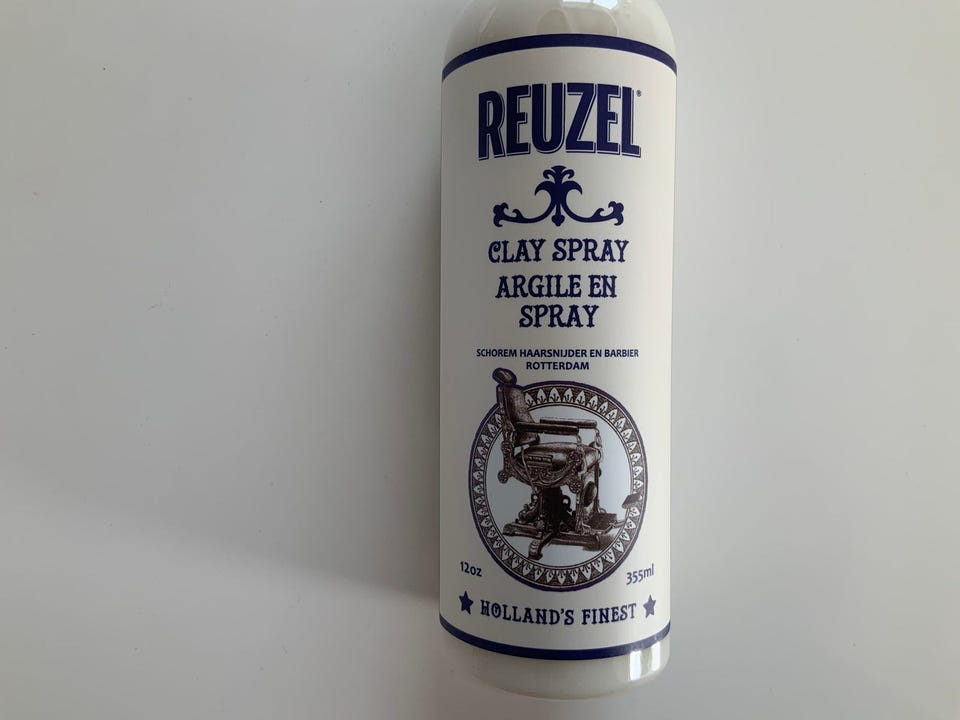 REUZEL®
CLAY SPRAY
ARGILE EN
SPRAY
SCHOREM HAARSNIJDER EN BARBIER
ROTTERDAM
12oz 355ml
HOLLAND'S FINEST